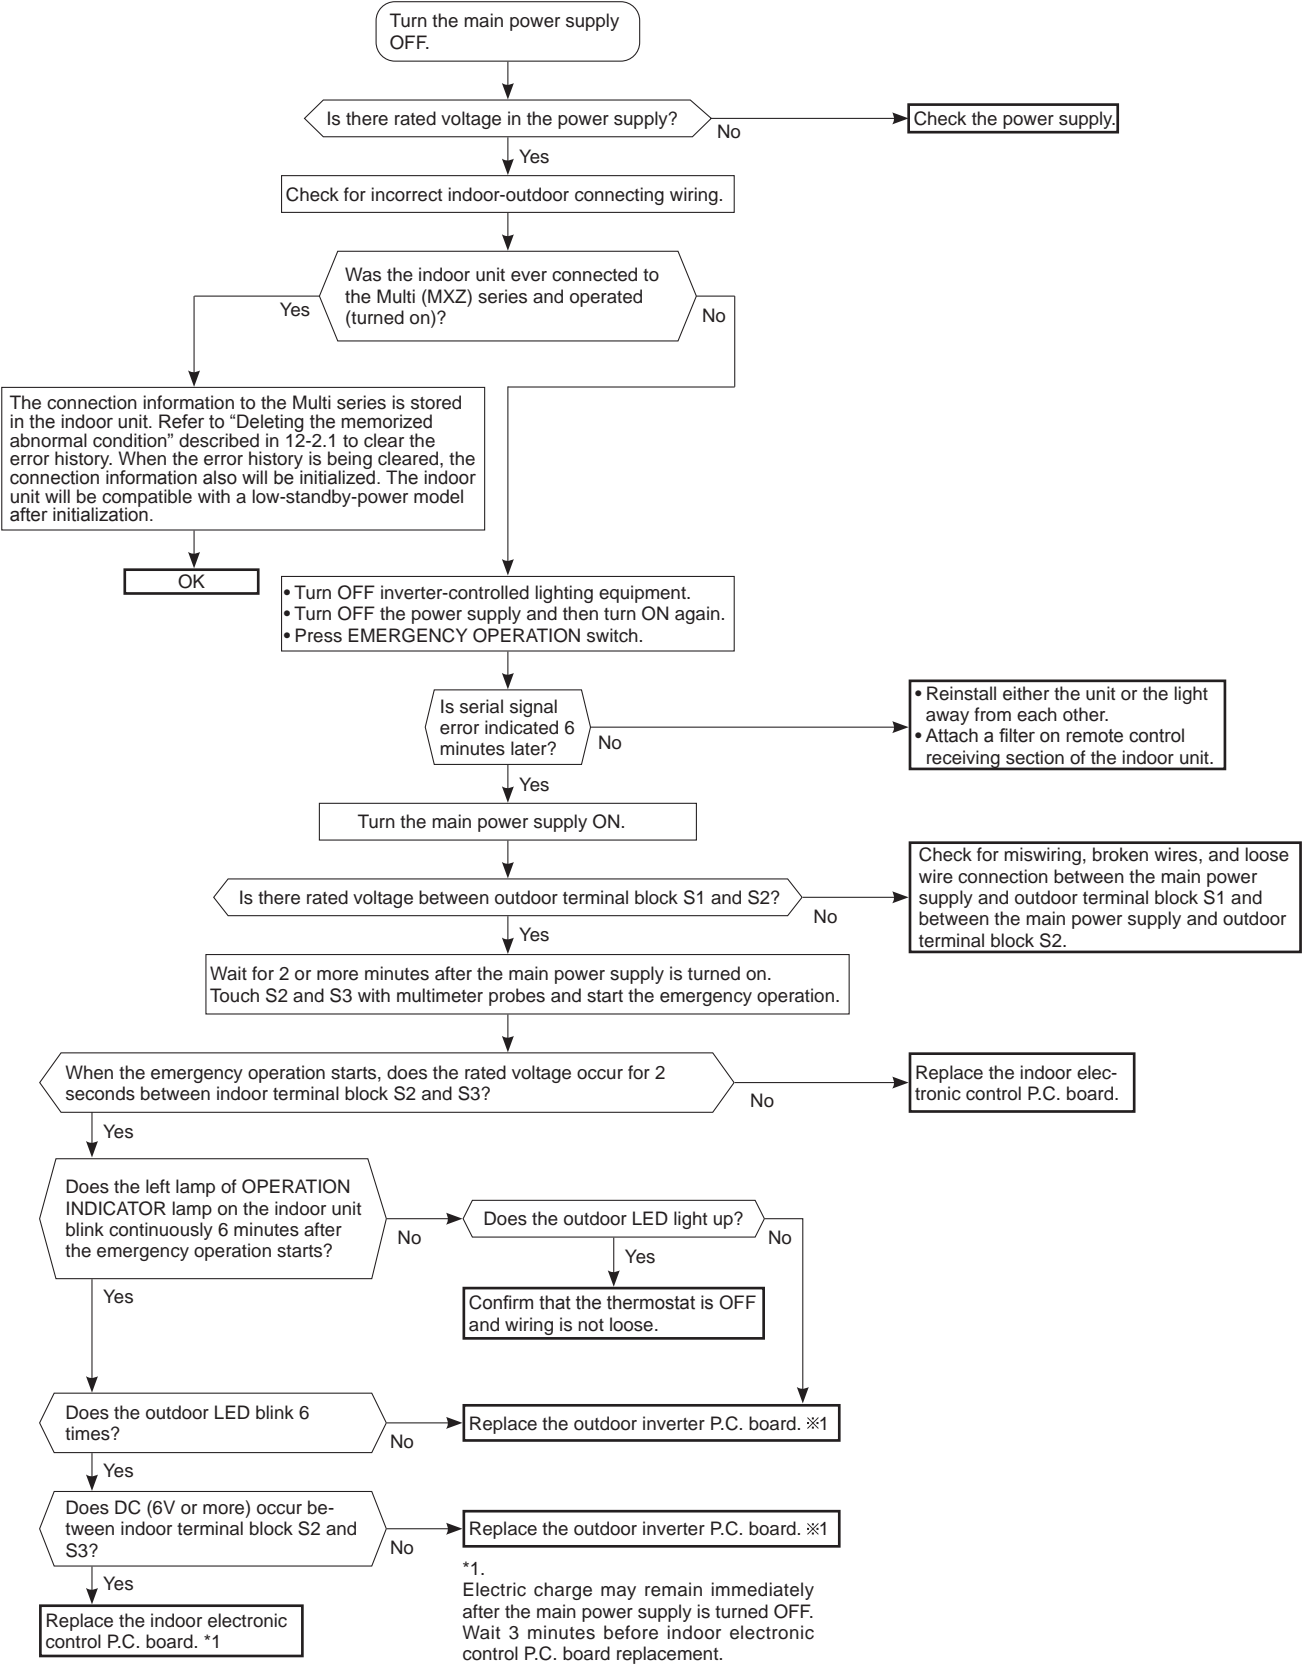 Turn the main power supply
OFF.
Is there rated voltage in the power supply?
No
Check the power supply.
Yes
Check for incorrect indoor-outdoor connecting wiring.
Was the indoor unit ever connected to
the Multi (MXZ) series and operated
(turned on)?
Yes
No
The connection information to the Multi series is stored
in the indoor unit. Refer to “Deleting the memorized
abnormal condition” described in 12-2.1 to clear the
error history. When the error history is being cleared, the
connection information also will be initialized. The indoor
unit will be compatible with a low-standby-power model
after initialization.
OK
• Turn OFF inverter-controlled lighting equipment.
• Turn OFF the power supply and then turn ON again.
• Press EMERGENCY OPERATION switch.
Is serial signal
error indicated 6
minutes later?
No
• Reinstall either the unit or the light
away from each other.
• Attach a filter on remote control
receiving section of the indoor unit.
Yes
Turn the main power supply ON.
Is there rated voltage between outdoor terminal block S1 and S2?
No
Check for miswiring, broken wires, and loose
wire connection between the main power
supply and outdoor terminal block S1 and
between the main power supply and outdoor
terminal block S2.
Yes
Wait for 2 or more minutes after the main power supply is turned on.
Touch S2 and S3 with multimeter probes and start the emergency operation.
When the emergency operation starts, does the rated voltage occur for 2
seconds between indoor terminal block S2 and S3?
No
Replace the indoor elec-
tronic control P.C. board.
Yes
Does the left lamp of OPERATION
INDICATOR lamp on the indoor unit
blink continuously 6 minutes after
the emergency operation starts?
No
Does the outdoor LED light up?
No
Yes
Confirm that the thermostat is OFF
and wiring is not loose.
Yes
Does the outdoor LED blink 6
times?
No
Replace the outdoor inverter P.C. board. ※1
Yes
Does DC (6V or more) occur be-
tween indoor terminal block S2 and
S3?
No
Replace the outdoor inverter P.C. board. ※1
Yes
Replace the indoor electronic
control P.C. board. *1
*1.
Electric charge may remain immediately
after the main power supply is turned OFF.
Wait 3 minutes before indoor electronic
control P.C. board replacement.